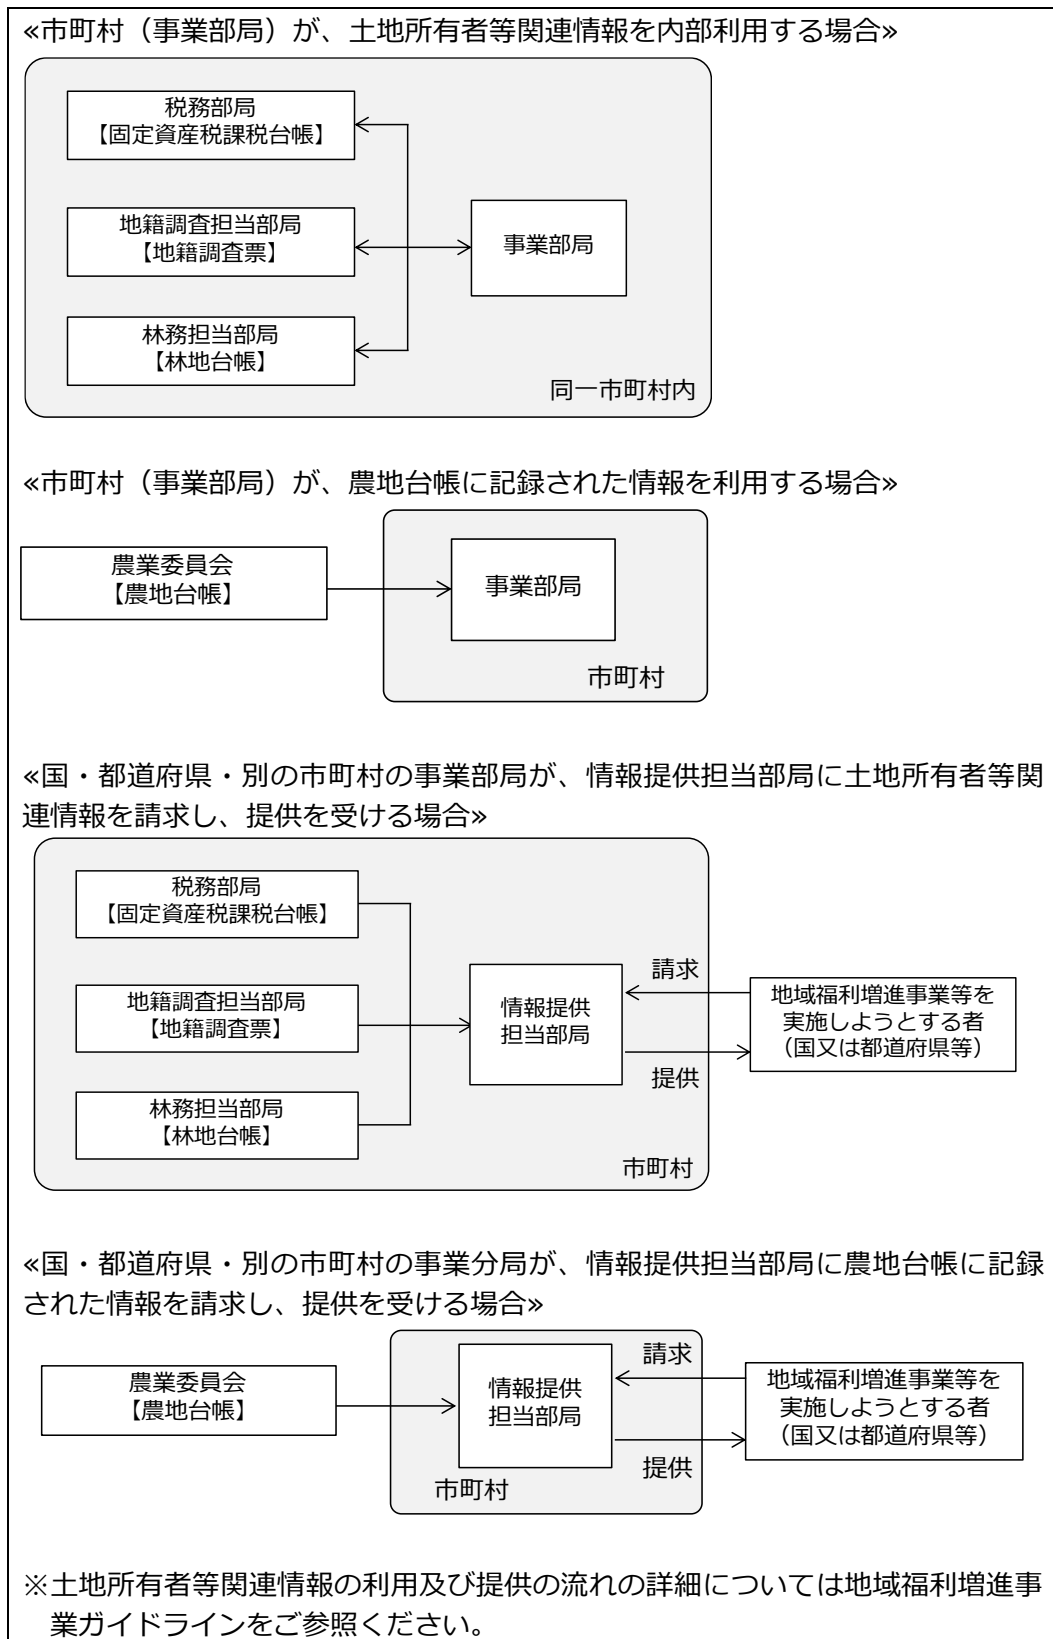 «市町村（事業部局）が、土地所有者等関連情報を内部利用する場合»
税務部局
【固定資産税課税台帳】
地籍調査担当部局
【地籍調査票】
林務担当部局
【林地台帳】
事業部局
同一市町村内
«市町村（事業部局）が、農地台帳に記録された情報を利用する場合»
農業委員会
【農地台帳】
事業部局
市町村
«国・都道府県・別の市町村の事業部局が、情報提供担当部局に土地所有者等関
連情報を請求し、提供を受ける場合»
税務部局
【固定資産税課税台帳】
地籍調査担当部局
【地籍調査票】
林務担当部局
【林地台帳】
情報提供
担当部局
請求
提供
地域福利増進事業等を
実施しようとする者
（国又は都道府県等）
市町村
«国・都道府県・別の市町村の事業分局が、情報提供担当部局に農地台帳に記録
された情報を請求し、提供を受ける場合»
農業委員会
【農地台帳】
情報提供
担当部局
請求
提供
地域福利増進事業等を
実施しようとする者
（国又は都道府県等）
市町村
※土地所有者等関連情報の利用及び提供の流れの詳細については地域福利増進事
業ガイドラインをご参照ください。